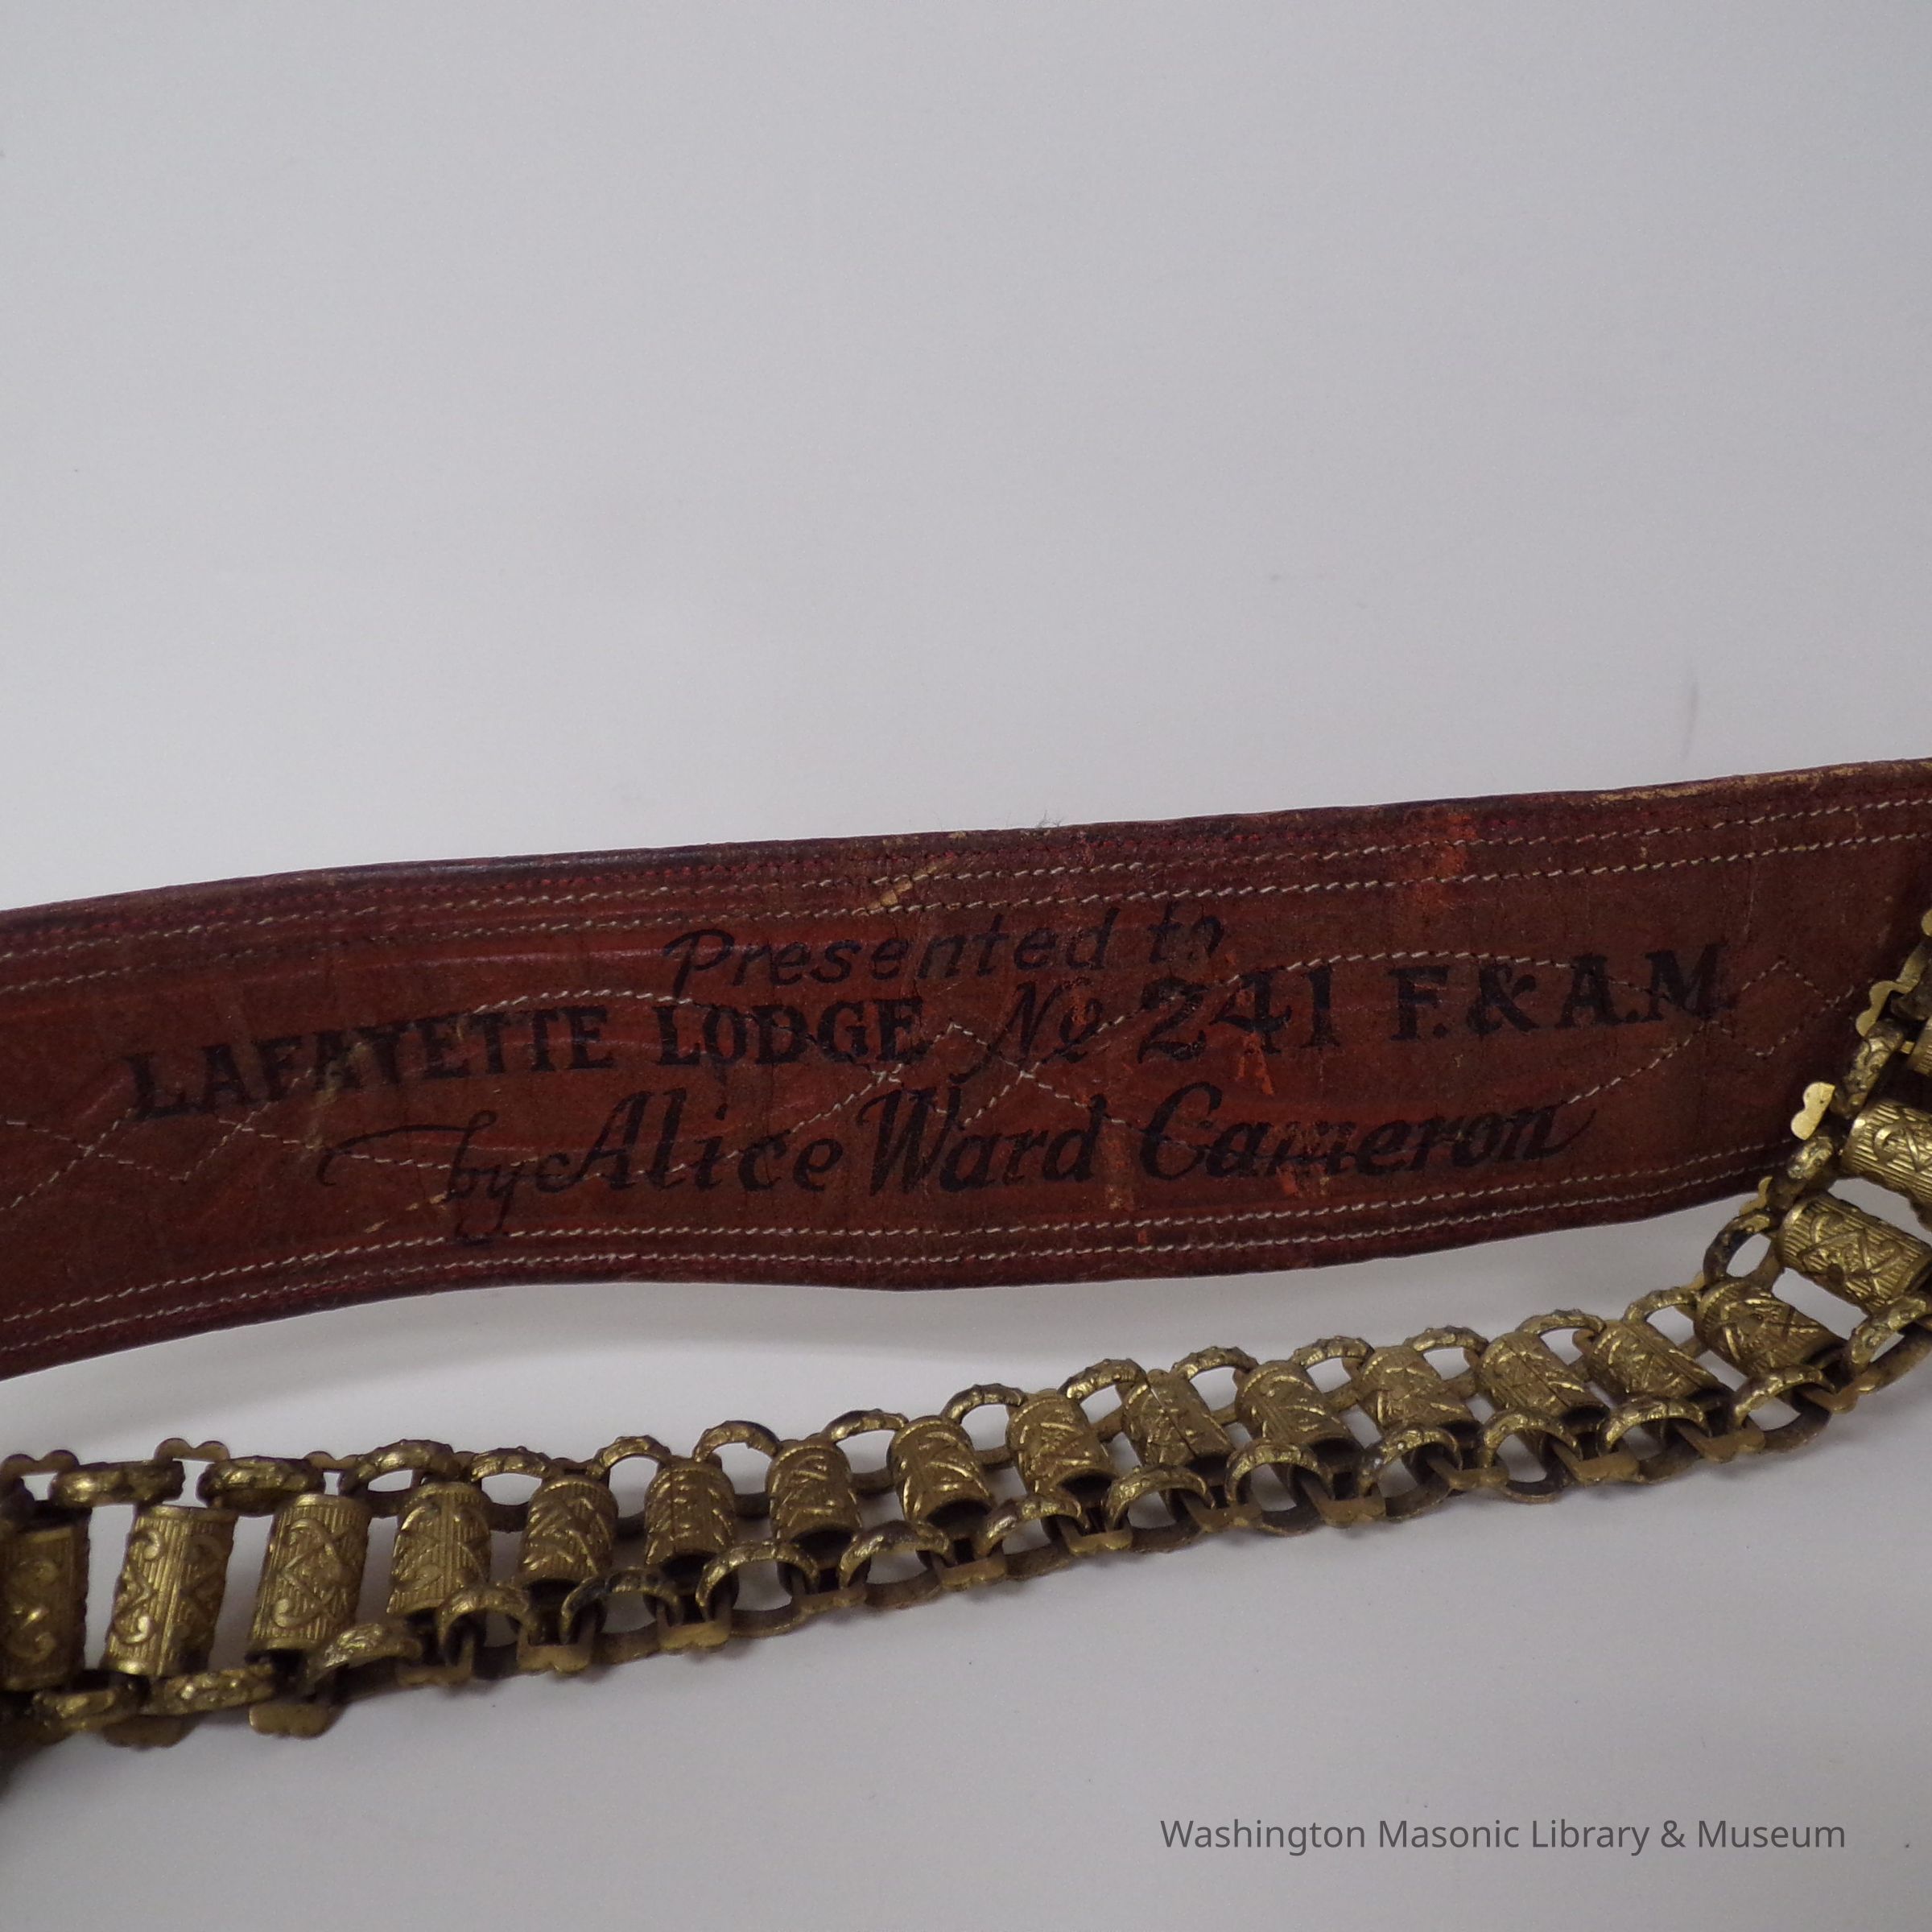 Presented to
LAFAYETTE LODGE No 241 F. & A.M.
by Alice Ward Cameron
Washington Masonic Library & Museum